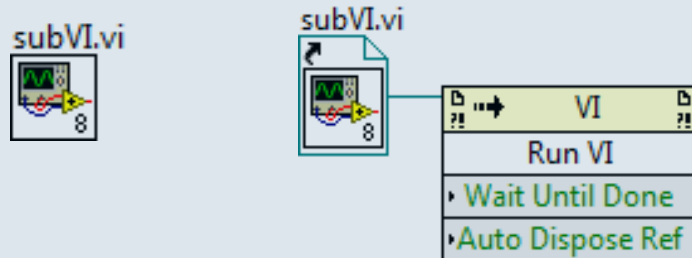 subVI.vi
8
subVI.vi
8
?! VI ?!
Run VI
Wait Until Done
Auto Dispose Ref